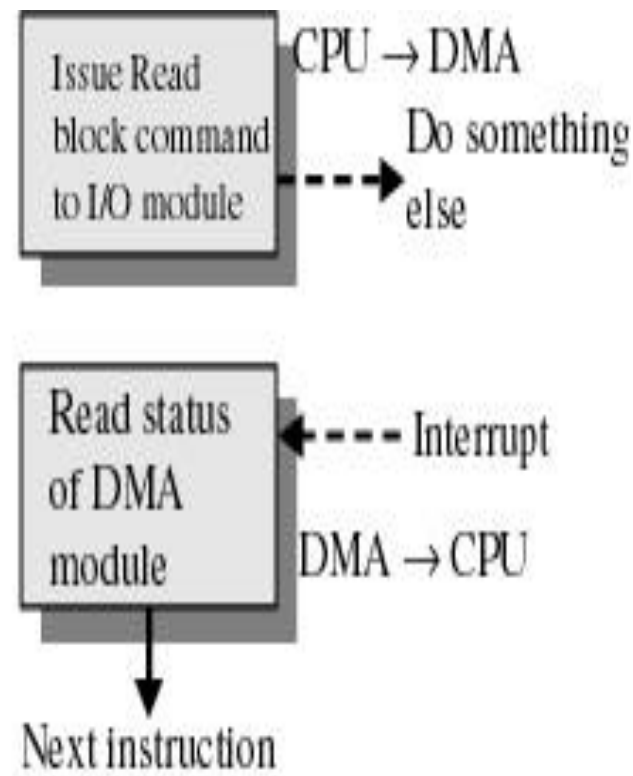 Issue Read
block command
to I/O module
CPU → DMA
Do something
else
Read status
of DMA
module
Interrupt
DMA → CPU
Next instruction